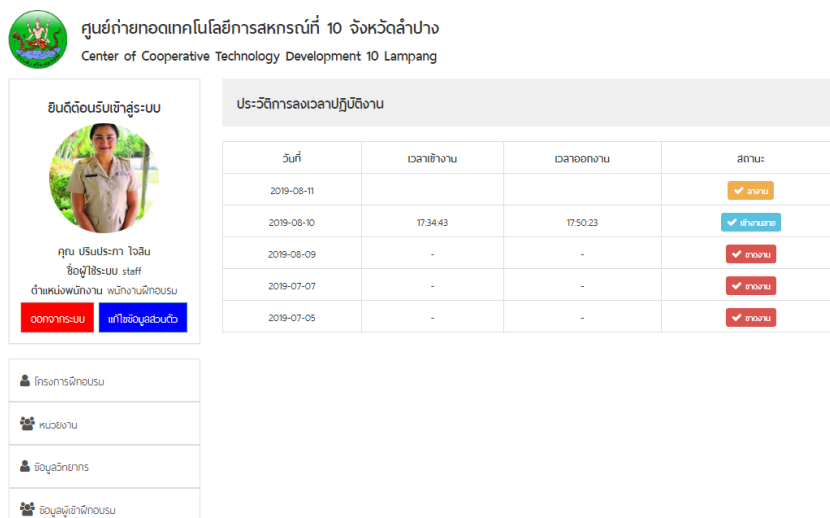 ศูนย์ถ่ายทอดเทคโนโลยีการสหกรณ์ที่ 10 จังหวัดลำปาง
Center of Cooperative Technology Development 10 Lampang
ยินดีต้อนรับเข้าสู่ระบบ
คุณ ปรินประภา ใจสิน
ชื่อผู้ใช้ระบบ staff
ตำแหน่งพนักงาน พนักงานฝึกอบรม
ออกจากระบบ แก้ไขข้อมูลส่วนตัว
โครงการฝึกอบรม
หน่วยงาน
ข้อมูลวิทยากร
ข้อมูลผู้เข้าฝึกอบรม
ประวัติการลงเวลาปฏิบัติงาน
วันที่ เวลาเข้างาน เวลาออกงาน สถานะ
2019-08-11 ลางาน
2019-08-10 17:34:43 17:50:23 เข้างานสาย
2019-08-09 - - ขาดงาน
2019-07-07 - - ขาดงาน
2019-07-05 - - ขาดงาน